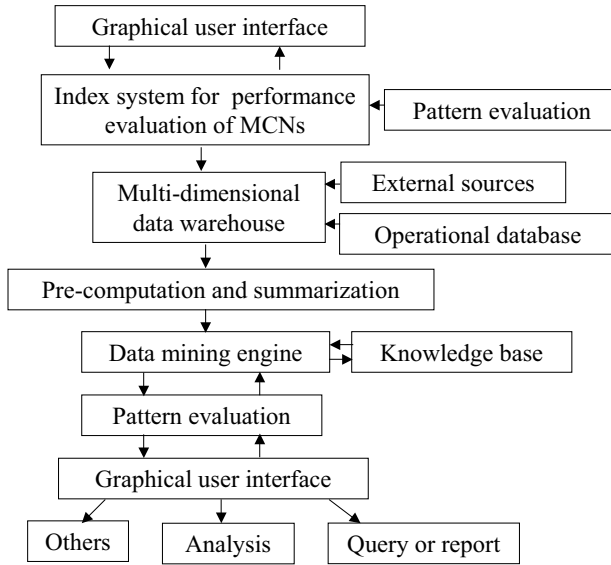 Graphical user interface
Index system for performance
evaluation of MCNs
Pattern evaluation
Multi-dimensional
data warehouse
External sources
Operational database
Pre-computation and summarization
Data mining engine
Knowledge base
Pattern evaluation
Graphical user interface
Others
Analysis
Query or report